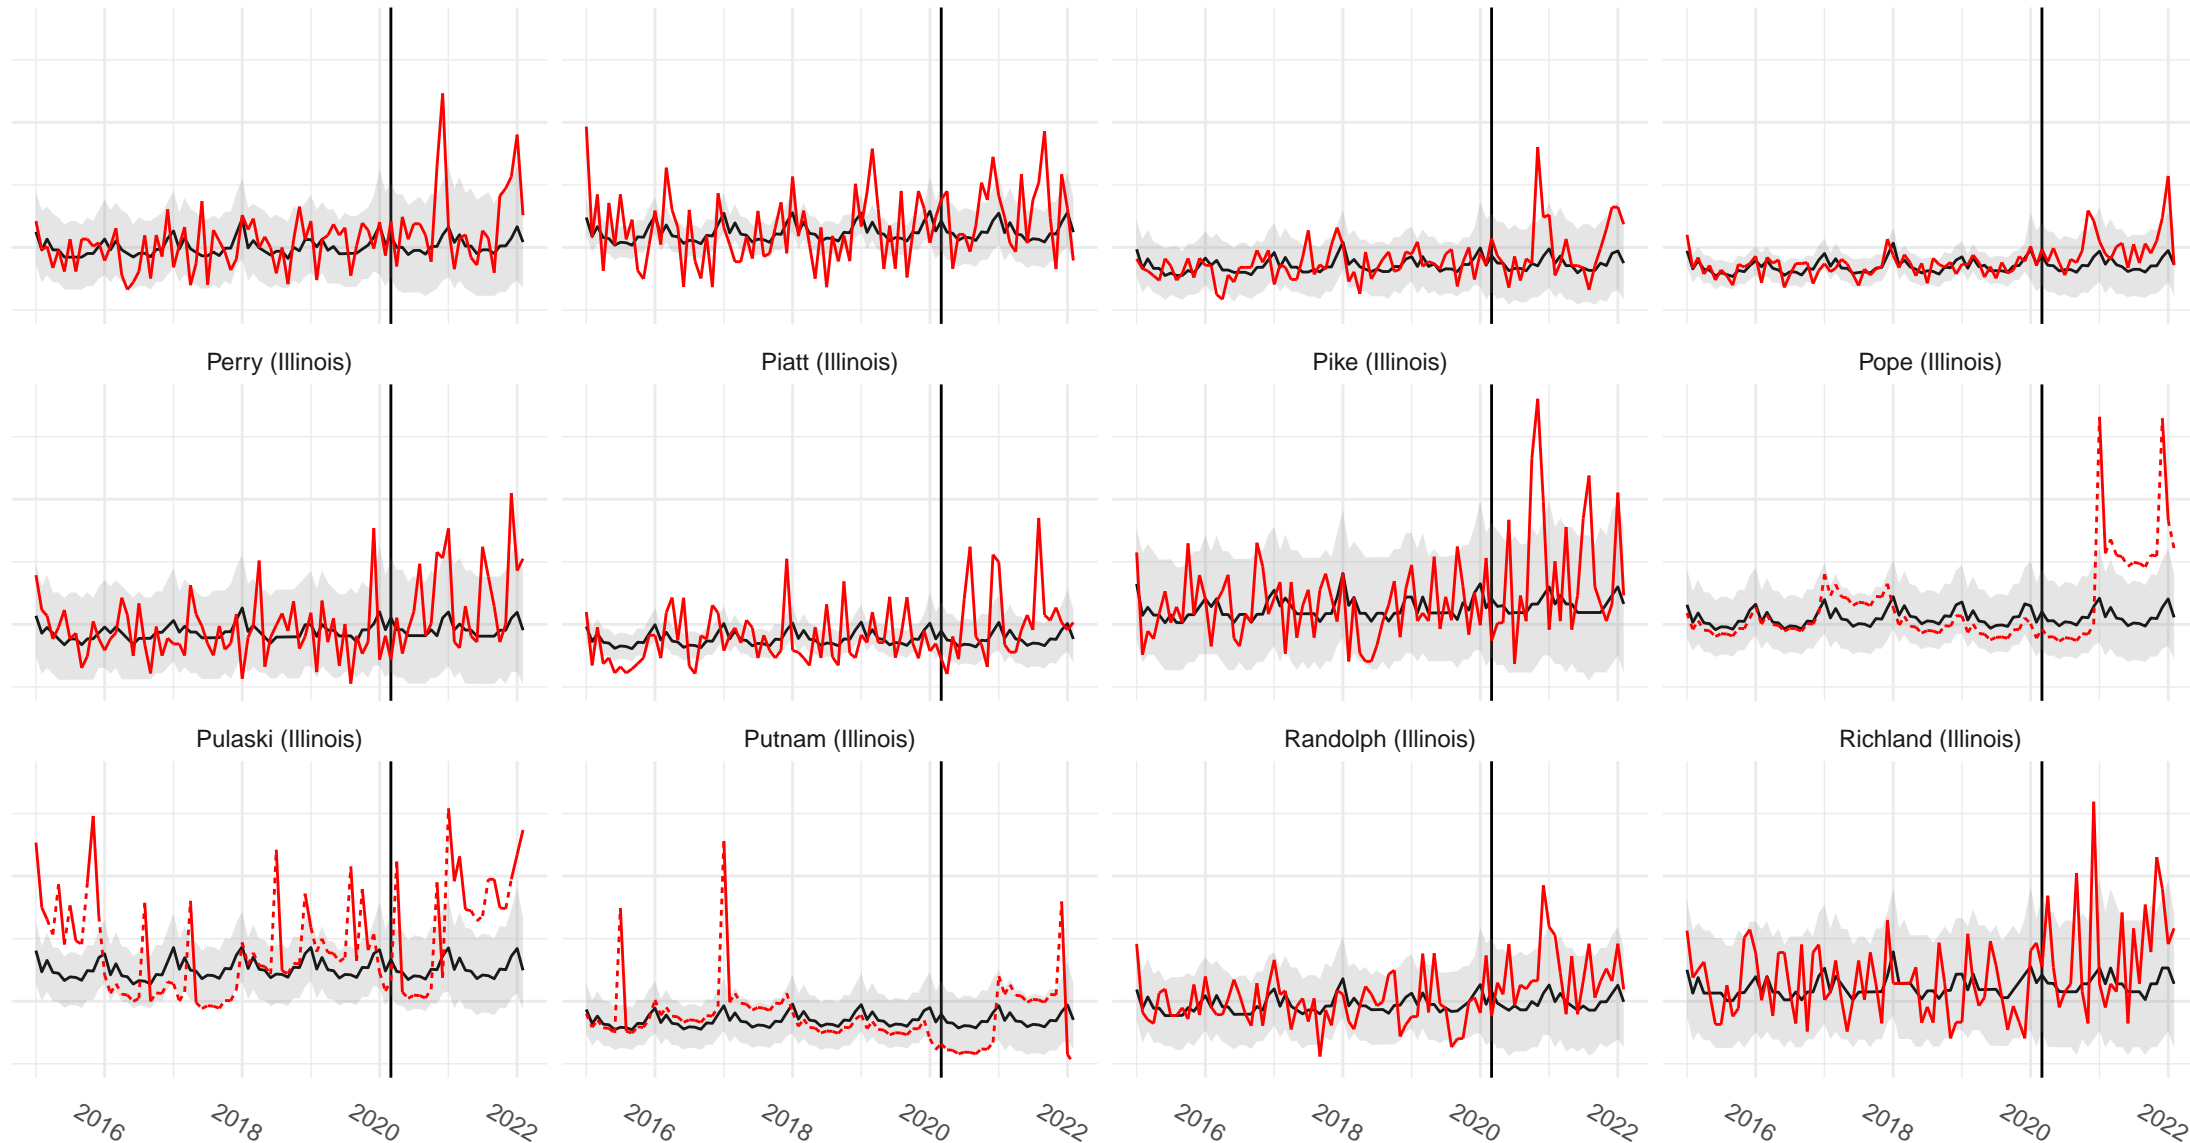 Perry (Illinois) Piatt (Illinois) Pike (Illinois) Pope (Illinois)
Pulaski (Illinois) Putnam (Illinois) Randolph (Illinois) Richland (Illinois)
2016 2018 2020 2022 2016 2018 2020 2022 2016 2018 2020 2022 2016 2018 2020 2022